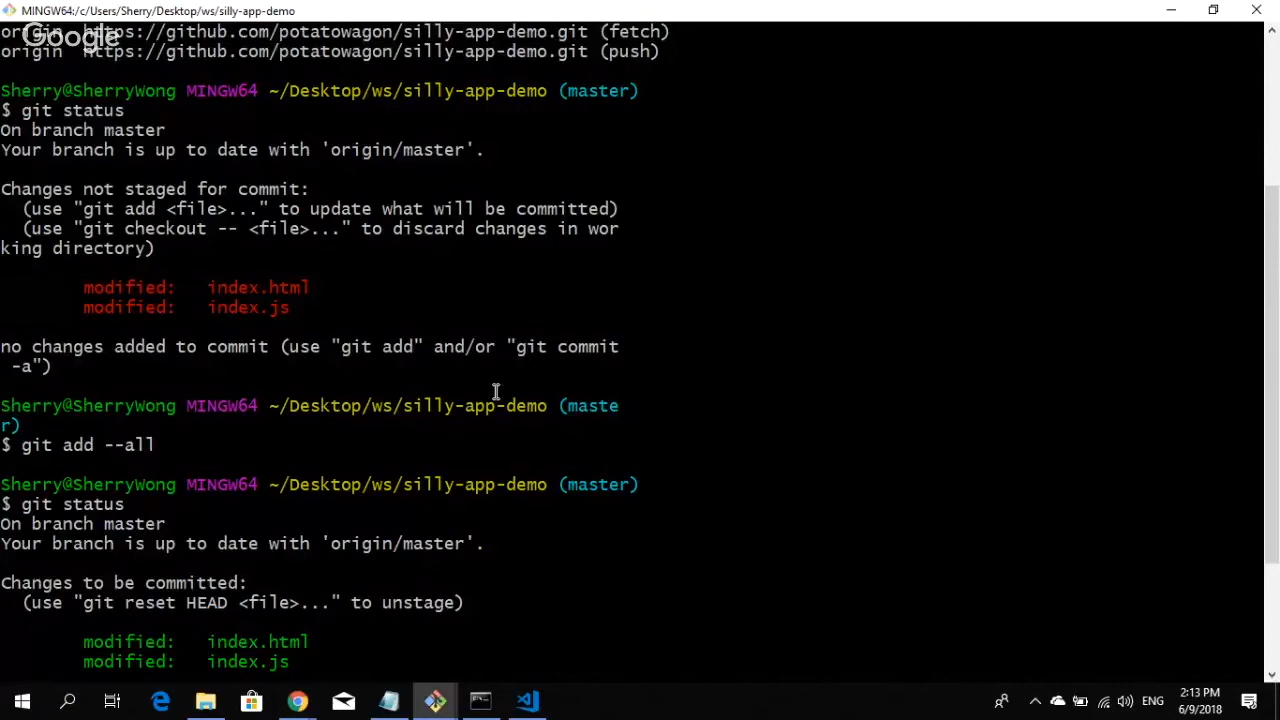 MINGW64:/c/Users/Sherry/Desktop/ws/silly-app-demo
origin https://github.com/potatowagon/silly-app-demo.git (fetch)
Google
origin https://github.com/potatowagon/silly-app-demo.git (push)
Sherry@SherryWong MINGW64 ~/Desktop/ws/silly-app-demo (master)
$ git status
On branch master
Your branch is up to date with 'origin/master'.
Changes not staged for commit:
(use "git add <file>..." to update what will be committed)
(use "git checkout -- <file>..." to discard changes in wor
king directory)
modified: index.html
modified: index.js
no changes added to commit (use "git add" and/or "git commit
-a")
Sherry@SherryWong MINGW64 ~/Desktop/ws/silly-app-demo (maste
r)
$ git add --all
Sherry@SherryWong MINGW64 ~/Desktop/ws/silly-app-demo (master)
$ git status
On branch master
Your branch is up to date with 'origin/master'.
Changes to be committed:
(use "git reset HEAD <file>..." to unstage)
modified: index.html
modified: index.js
ENG
2:13 PM
6/9/2018